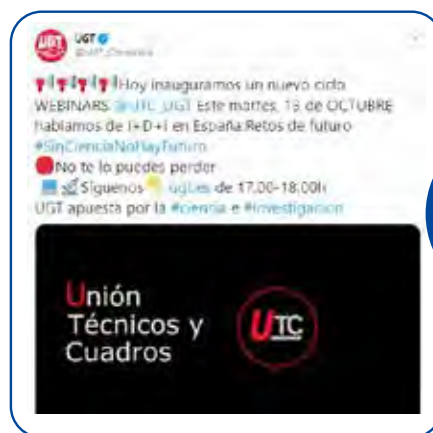 UGT
UGT
Hoy inauguramos un nuevo ciclo
WEBINARS @UTC_UGT Este martes, 13 de OCTUBRE
hablamos de I+D+i en España:Retos de futuro
#SinCienciaNoHayFuturo
No te lo puedes perder
Síguenos ugt.es de 17.00-18.00h
UGT apuesta por la #ciencia e #investigacion
Unión
Técnicos y
Cuadros
UTC